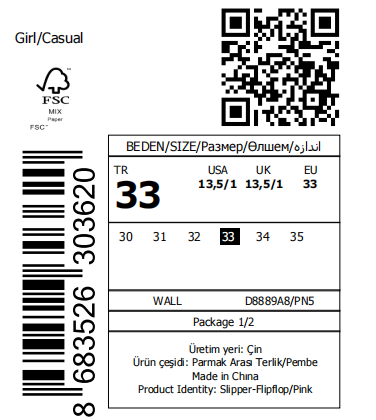 Girl/Casual
FSC
MIX
Paper
FSC™
BEDEN/SIZE/Размер/Өлшем/اندازه
TR USA UK EU
33 13,5/1 13,5/1 33
30 31 32 33 34 35
WALL D8889A8/PN5
Package 1/2
Üretim yeri: Çin
Ürün çeşidi: Parmak Arası Terlik/Pembe
Made in China
Product Identity: Slipper-Flipflop/Pink
8 683526 303620